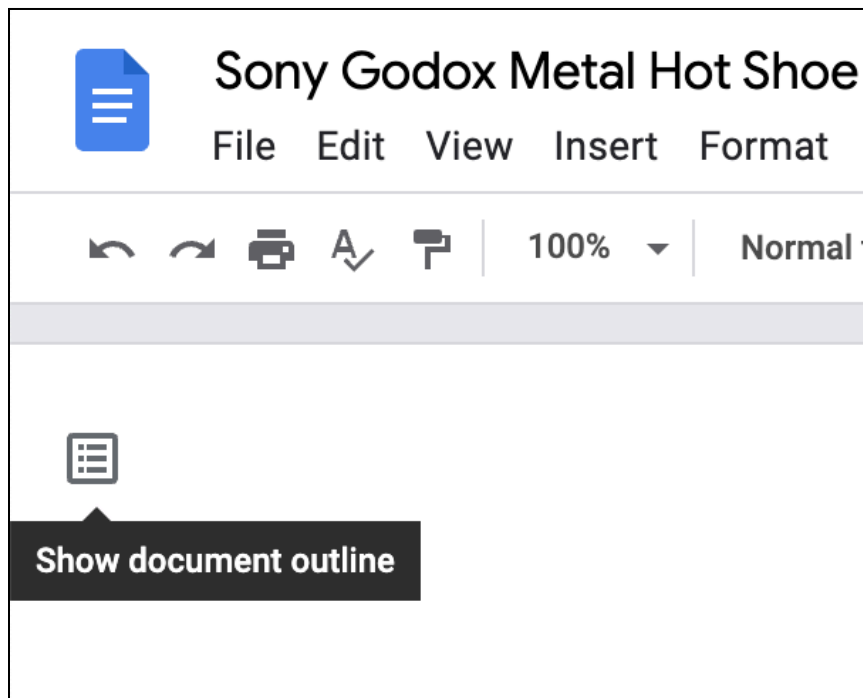 Sony Godox Metal Hot Shoe
File Edit View Insert Format
100% Normal
Show document outline